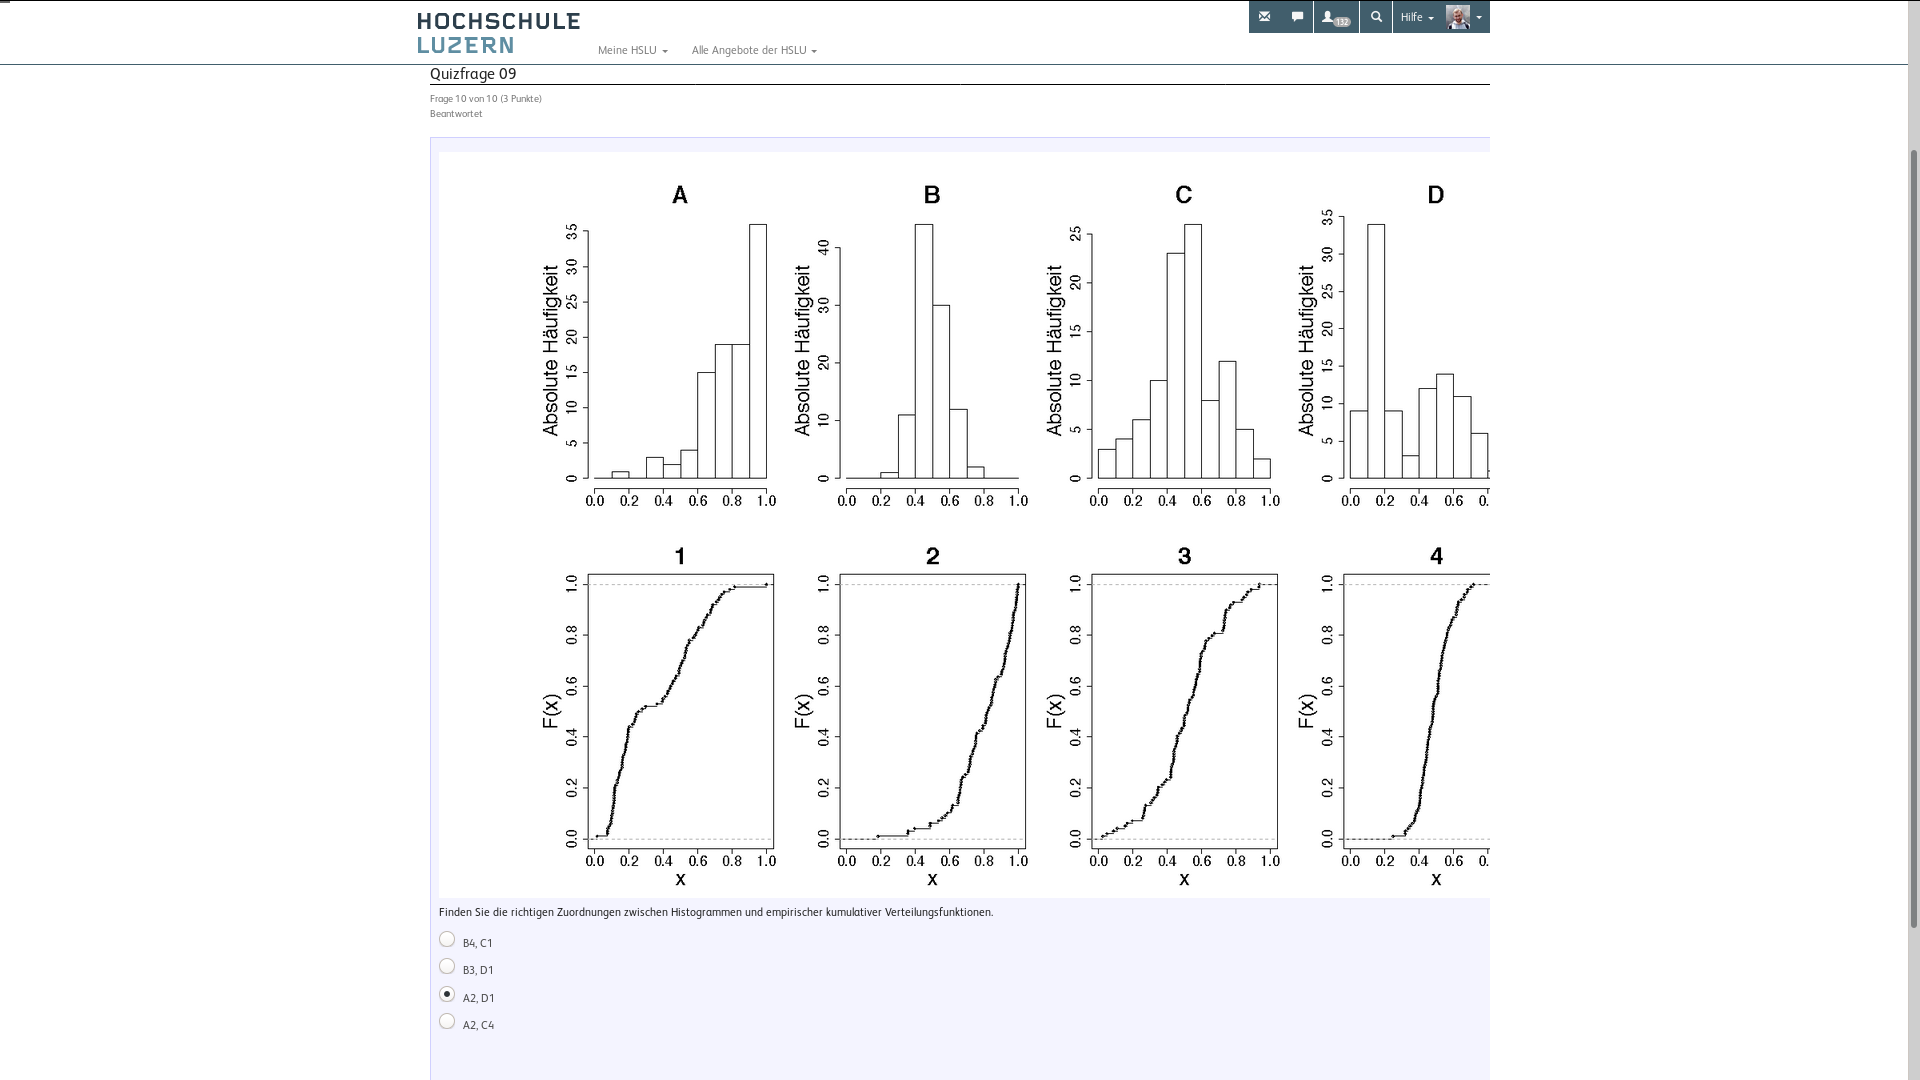 HOCHSCHULE
LUZERN
Meine HSLU
Alle Angebote der HSLU
132
Hilfe
Quizfrage 09
Frage 10 von 10 (3 Punkte)
Beantwortet
A
B
C
D
Absolute Häufigkeit
0 5 10 15 20 25 30 35
0.0 0.2 0.4 0.6 0.8 1.0
Absolute Häufigkeit
0 10 20 30 40
0.0 0.2 0.4 0.6 0.8 1.0
Absolute Häufigkeit
0 5 10 15 20 25
0.0 0.2 0.4 0.6 0.8 1.0
Absolute Häufigkeit
0 5 10 15 20 25 30 35
0.0 0.2 0.4 0.6 0.
1
2
3
4
F(x)
0.0 0.2 0.4 0.6 0.8 1.0
0.0 0.2 0.4 0.6 0.8 1.0
x
F(x)
0.0 0.2 0.4 0.6 0.8 1.0
0.0 0.2 0.4 0.6 0.8 1.0
x
F(x)
0.0 0.2 0.4 0.6 0.8 1.0
0.0 0.2 0.4 0.6 0.8 1.0
x
F(x)
0.0 0.2 0.4 0.6 0.8 1.0
0.0 0.2 0.4 0.6 0.
x
Finden Sie die richtigen Zuordnungen zwischen Histogrammen und empirischer kumulativer Verteilungsfunktionen.
B4, C1
B3, D1
A2, D1
A2, C4